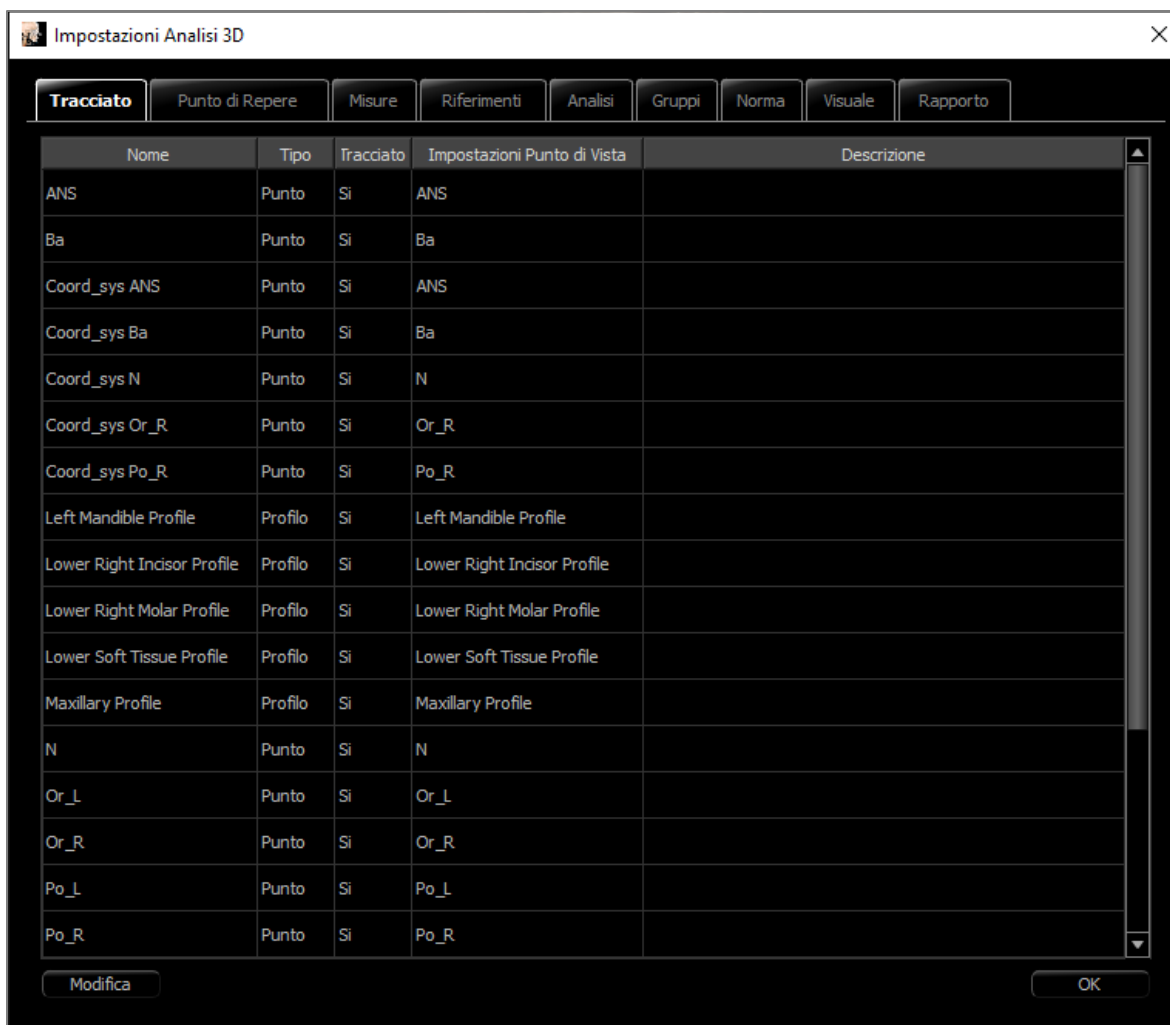 Impostazioni Analisi 3D
Tracciato Punto di Repere Misure Riferimenti Analisi Gruppi Norma Visuale Rapporto
Nome Tipo Tracciato Impostazioni Punto di Vista Descrizione
ANS Punto Si ANS
Ba Punto Si Ba
Coord_sys ANS Punto Si ANS
Coord_sys Ba Punto Si Ba
Coord_sys N Punto Si N
Coord_sys Or_R Punto Si Or_R
Coord_sys Po_R Punto Si Po_R
Left Mandible Profile Profilo Si Left Mandible Profile
Lower Right Incisor Profile Profilo Si Lower Right Incisor Profile
Lower Right Molar Profile Profilo Si Lower Right Molar Profile
Lower Soft Tissue Profile Profilo Si Lower Soft Tissue Profile
Maxillary Profile Profilo Si Maxillary Profile
N Punto Si N
Or_L Punto Si Or_L
Or_R Punto Si Or_R
Po_L Punto Si Po_L
Po_R Punto Si Po_R
Modifica OK